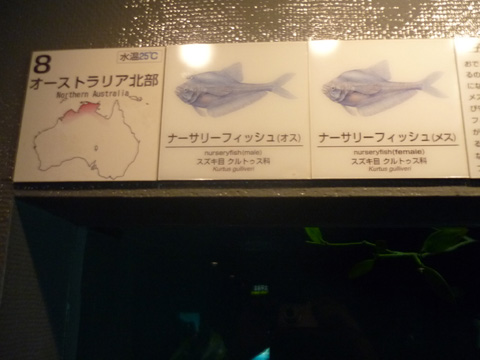 8
水温25℃
オーストラリア北部
Northern Australia
ナーサリーフィッシュ(オス)
nurseryfish(male)
スズキ目 クルトゥス科
Kurtus gulliveri
ナーサリーフィッシュ(メス)
nurseryfish(female)
スズキ目 クルトゥス科
Kurtus gulliveri